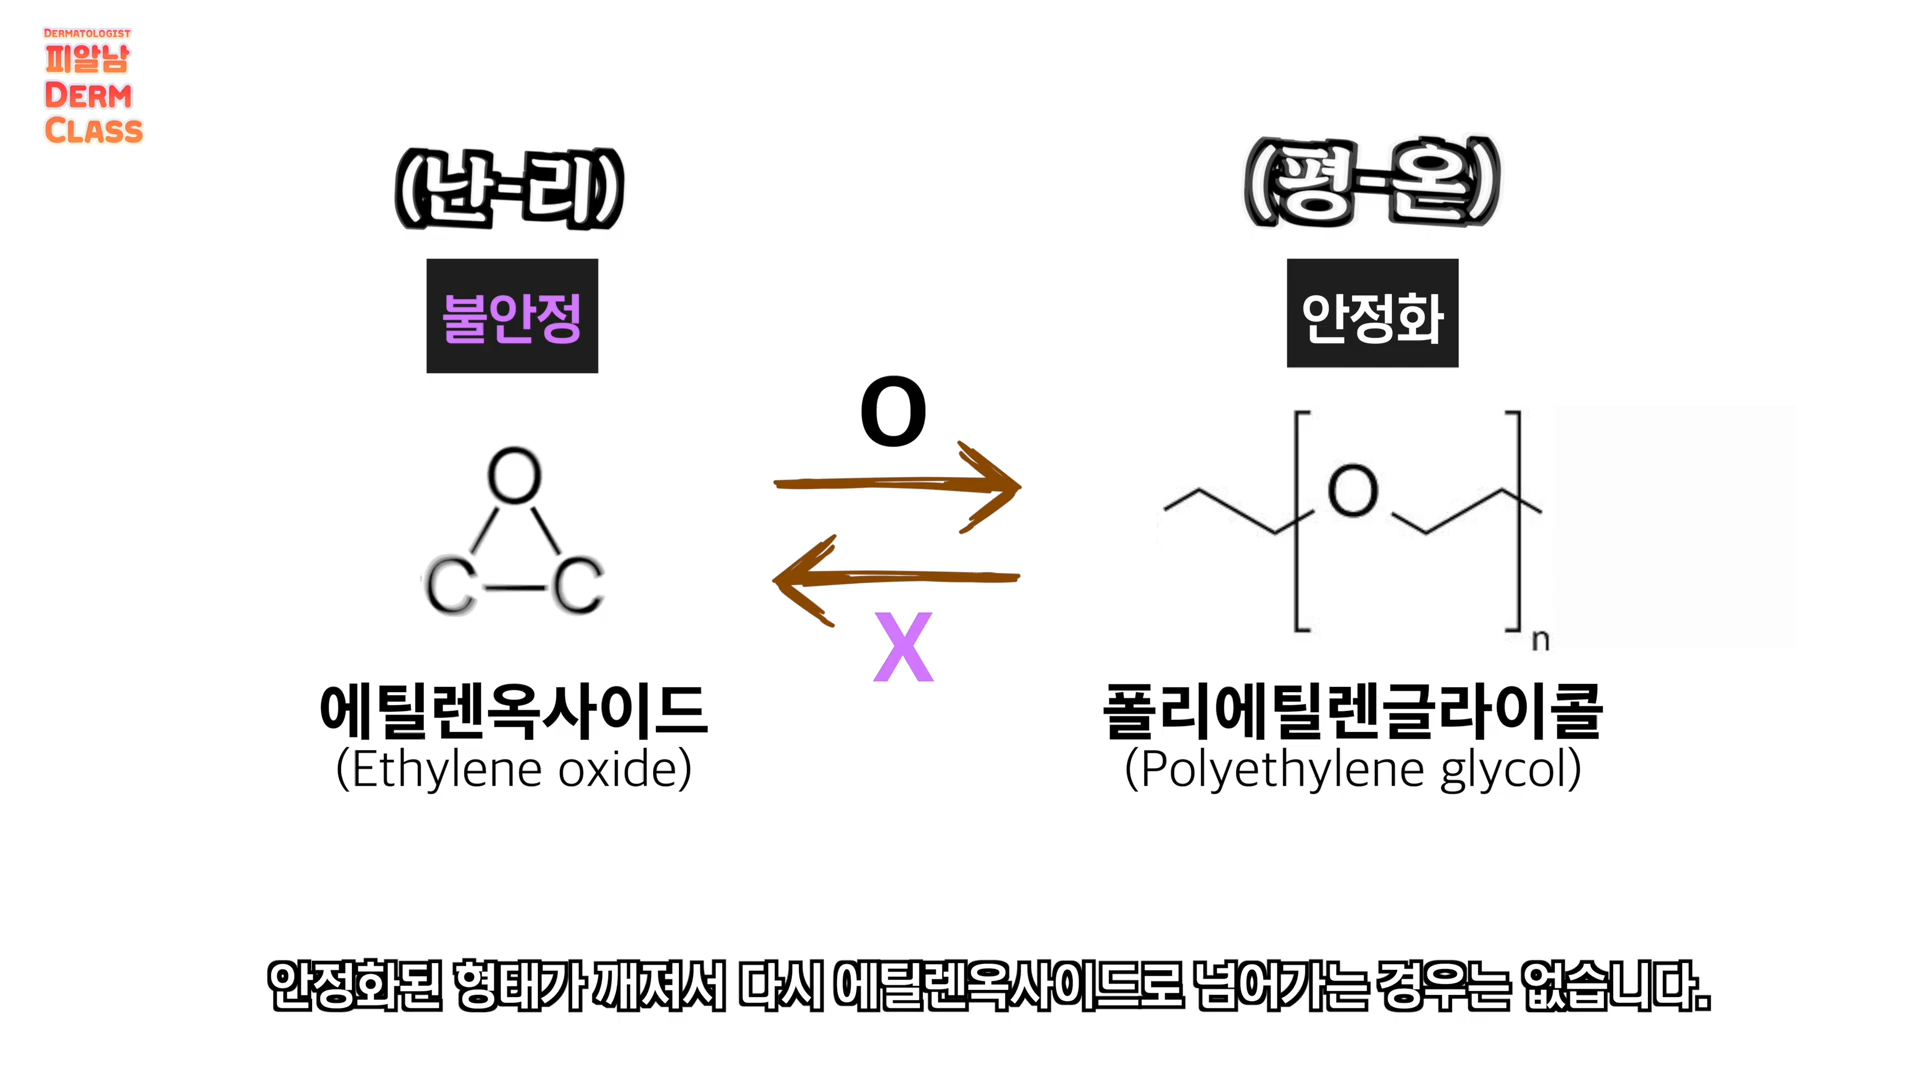 DERMATOLOGIST
피알남
DERM
CLASS
(난-리)
(평-온)
불안정
안정화
O
O
C C
O
n
X
에틸렌옥사이드
(Ethylene oxide)
폴리에틸렌글라이콜
(Polyethylene glycol)
안정화된 형태가 깨져서 다시 에틸렌옥사이드로 넘어가는 경우는 없습니다.